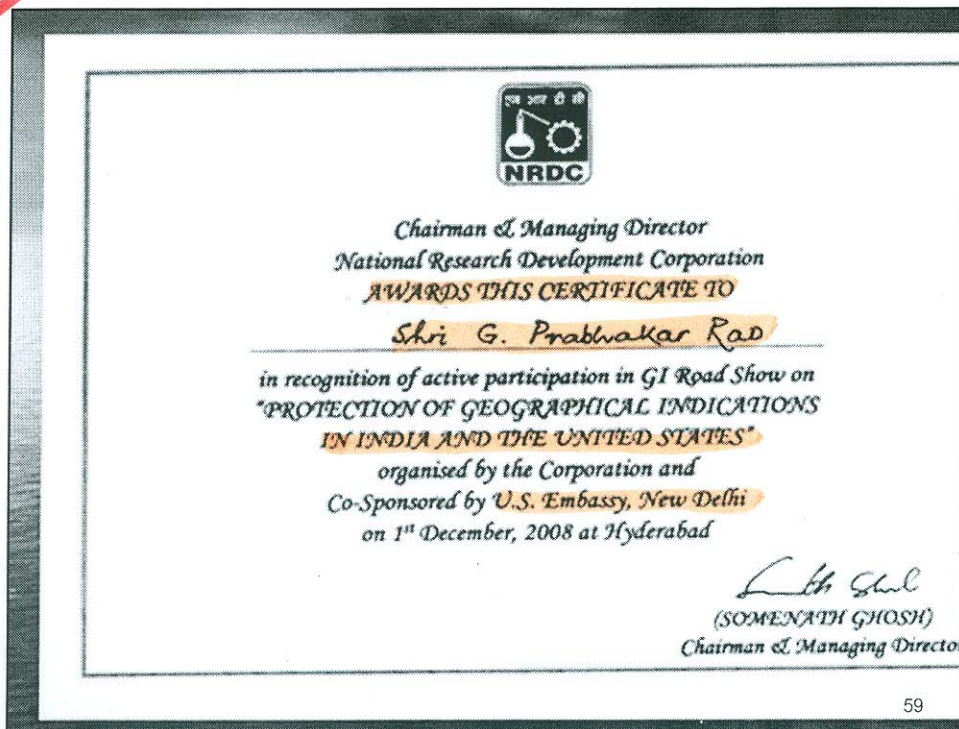 एन आर डी सी
NRDC
Chairman & Managing Director
National Research Development Corporation
AWARDS THIS CERTIFICATE TO
Shri G. Prabhakar Rao
in recognition of active participation in GI Road Show on
"PROTECTION OF GEOGRAPHICAL INDICATIONS
IN INDIA AND THE UNITED STATES"
organised by the Corporation and
Co-Sponsored by U.S. Embassy, New Delhi
on 1st December, 2008 at Hyderabad
(SOMENATH GHOSH)
Chairman & Managing Director
59